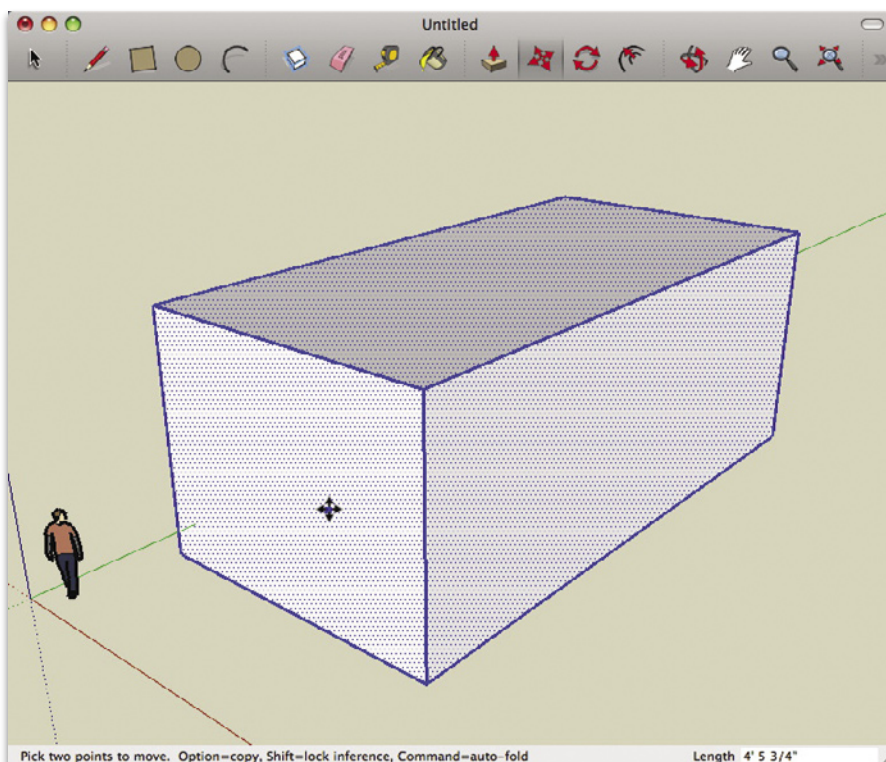 Untitled
Pick two points to move.  Option=copy, Shift=lock inference, Command=auto-fold
Length 4' 5 3/4"